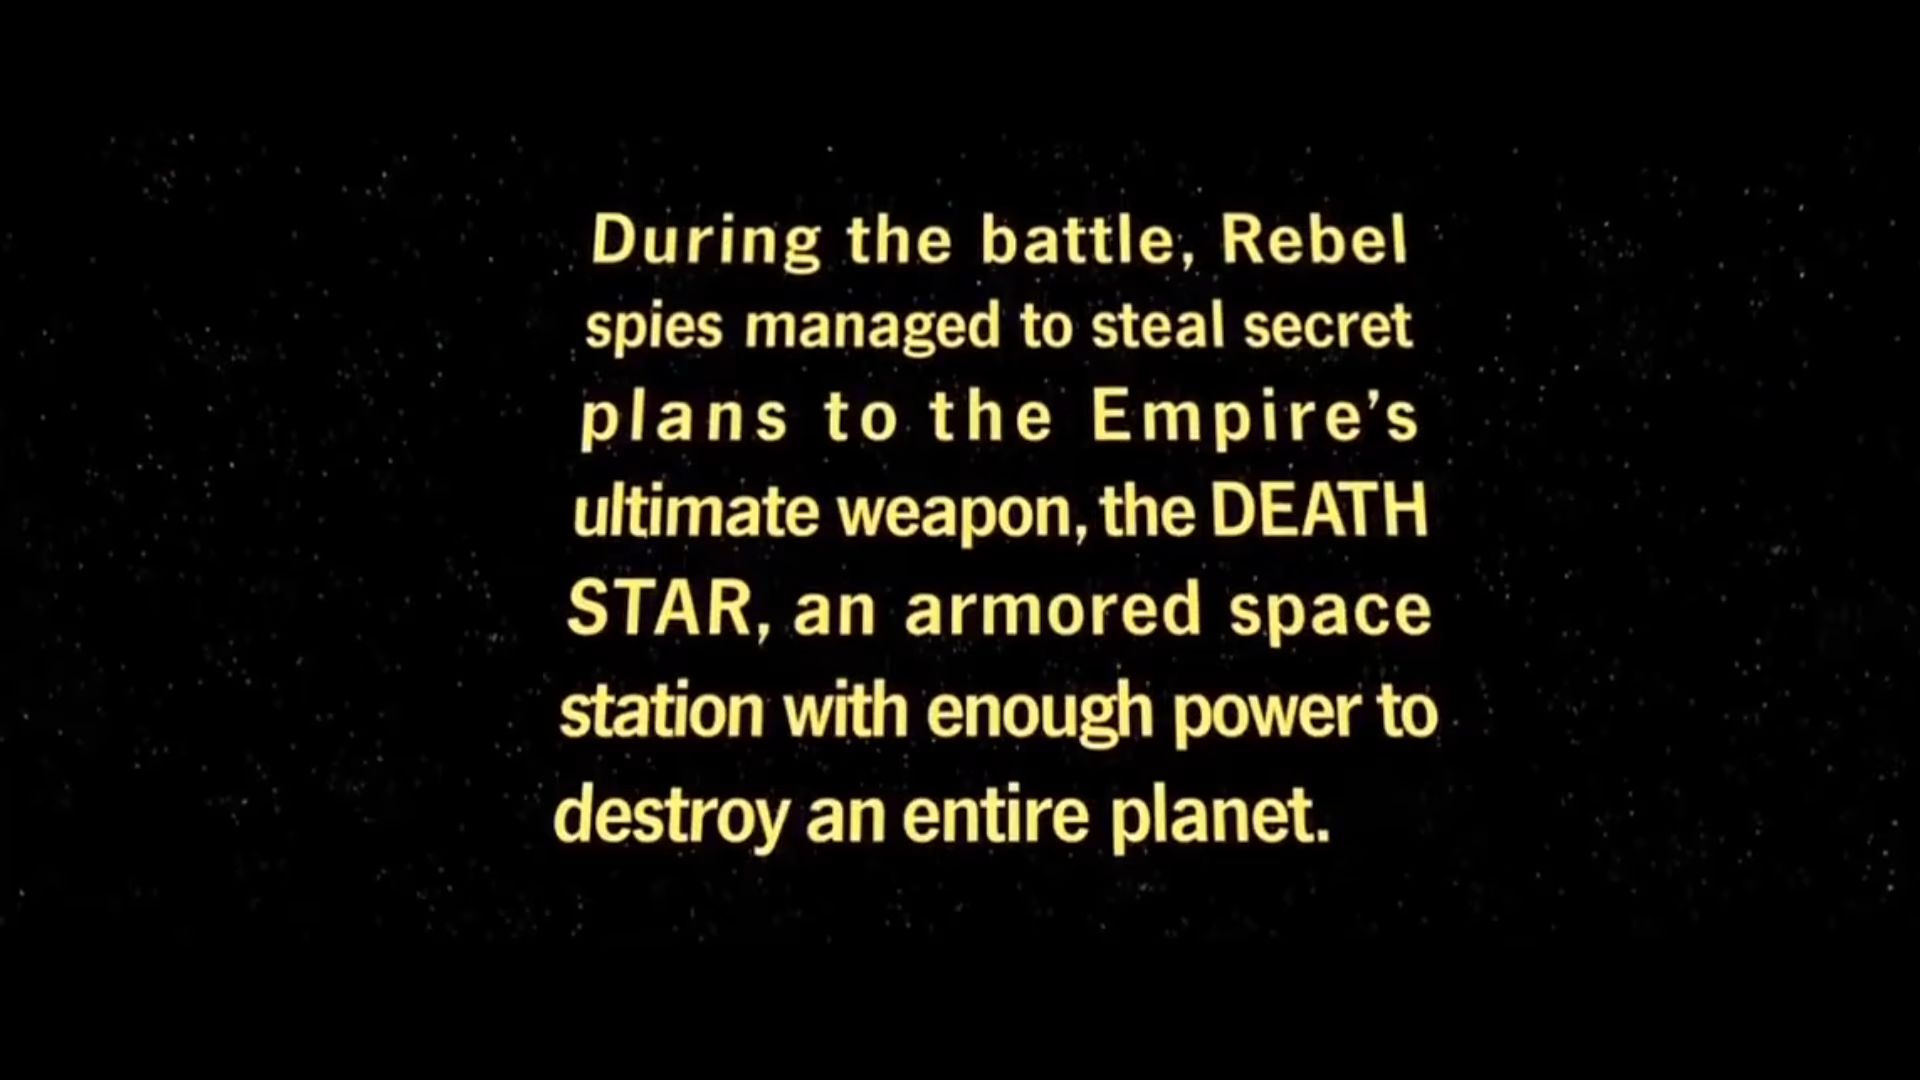 During the battle, Rebel
spies managed to steal secret
plans to the Empire’s
ultimate weapon, the DEATH
STAR, an armored space
station with enough power to
destroy an entire planet.